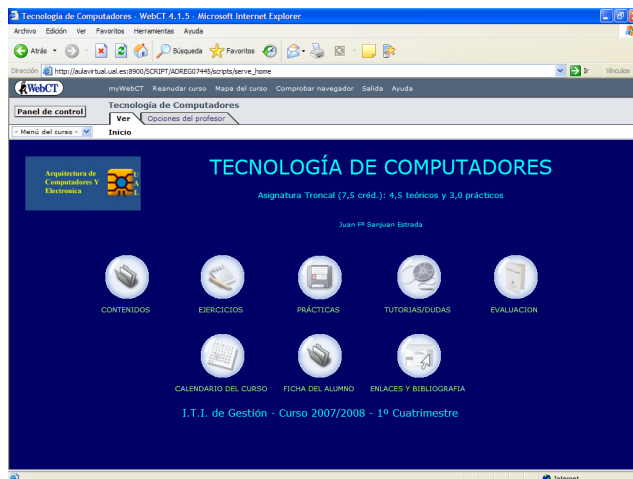 Tecnología de Computadores - WebCT 4.1.5 - Microsoft Internet Explorer
Archivo Edición Ver Favoritos Herramientas Ayuda
Atrás Búsqueda Favoritos
Dirección http://aulavirtual.ual.es:8900/SCRIPT/ADREG07445/scripts/serve_home Ir Vínculos
WebCT myWebCT Reanudar curso Mapa del curso Comprobar navegador Salida Ayuda
Panel de control Tecnología de Computadores
Ver Opciones del profesor
- Menú del curso - Inicio
Arquitectura de
Computadores Y
Electronica
U
A
L
TECNOLOGÍA DE COMPUTADORES
Asignatura Troncal (7,5 créd.): 4,5 teóricos y 3,0 prácticos
Juan Fº Sanjuan Estrada
CONTENIDOS EJERCICIOS PRÁCTICAS TUTORIAS/DUDAS EVALUACION
CALENDARIO DEL CURSO FICHA DEL ALUMNO ENLACES Y BIBLIOGRAFIA
I.T.I. de Gestión - Curso 2007/2008 - 1º Cuatrimestre
Internet